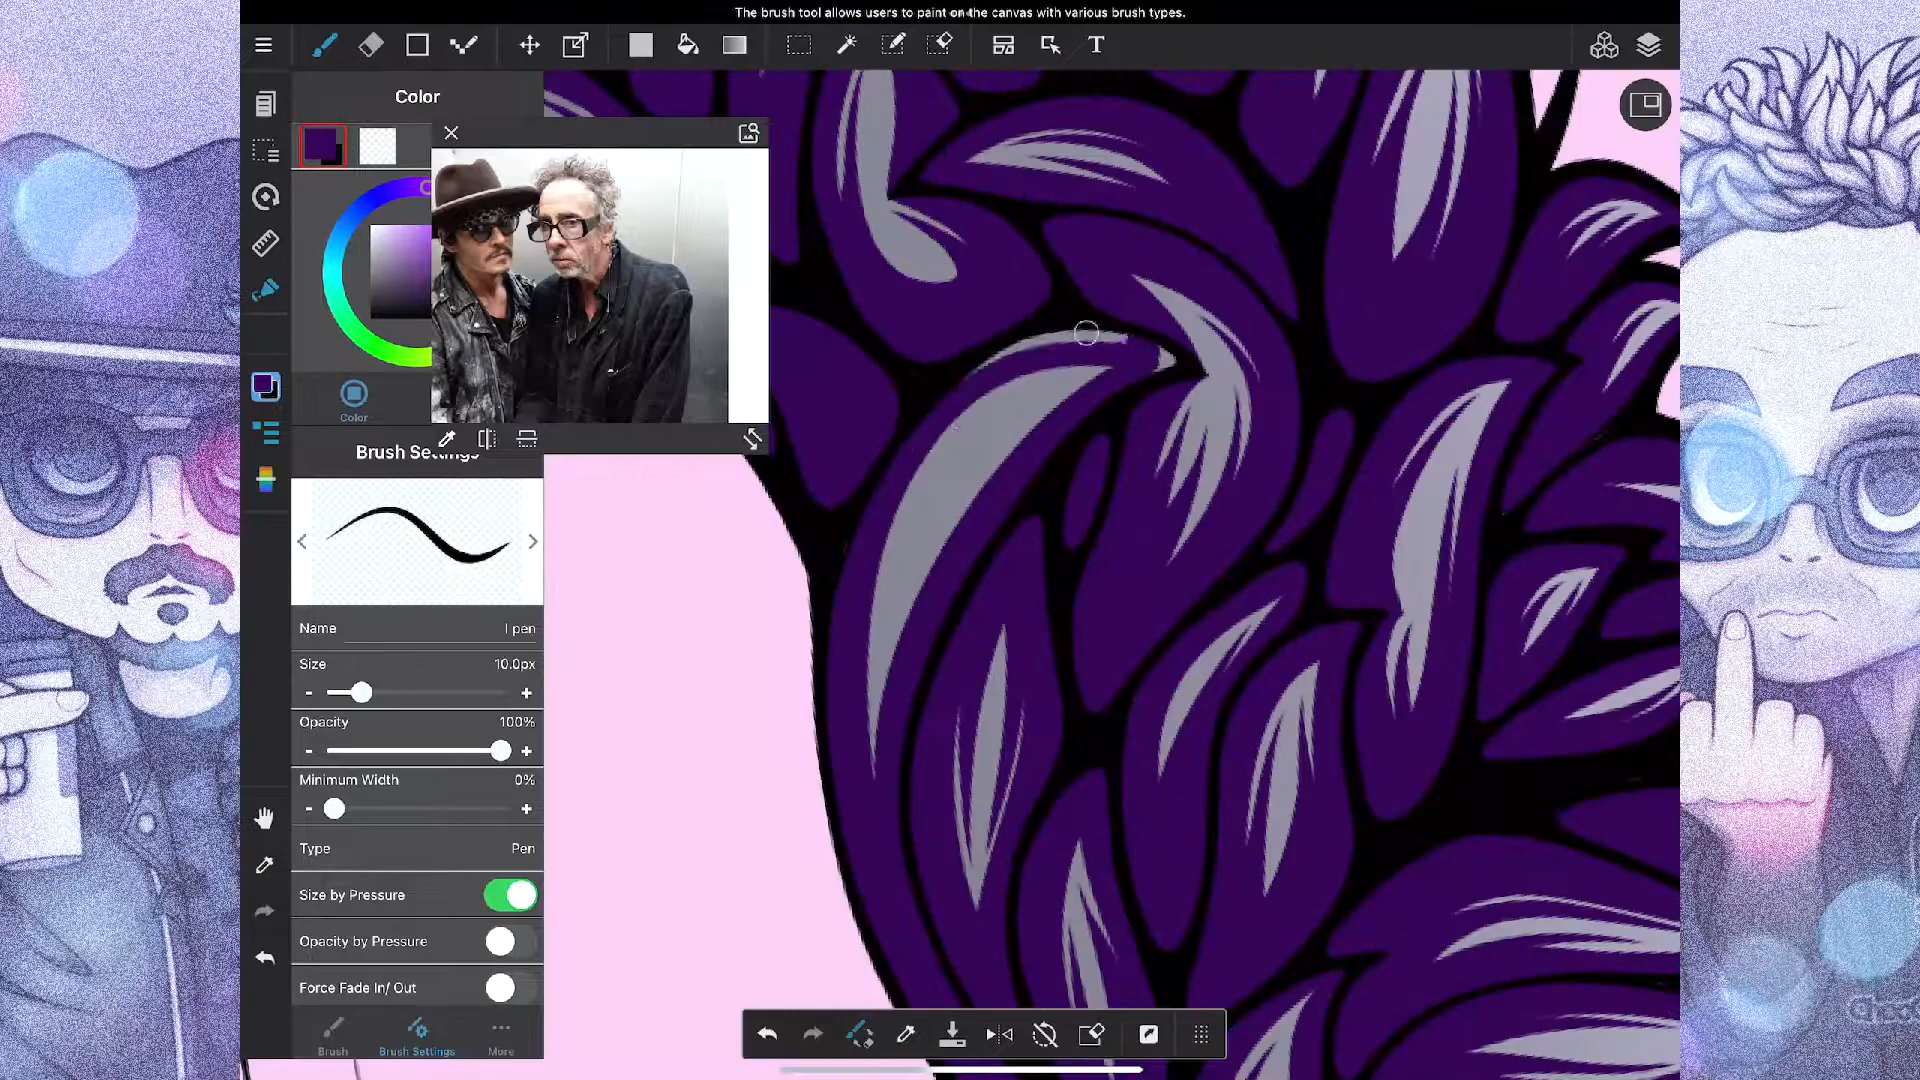 The brush tool allows users to paint on the canvas with various brush types.
T
Color
Color
Brush Settings
Name
I pen
Size
10.0px
-
+
Opacity
100%
-
+
Minimum Width
0%
-
+
Type
Pen
Size by Pressure
Opacity by Pressure
Force Fade In/ Out
Brush
Brush Settings
More